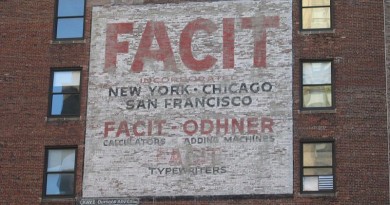 FACIT
INCORPORATED
NEW YORK - CHICAGO
SAN FRANCISCO
FACIT - ODHNER
CALCULATORS & ADDING MACHINES
FACIT
TYPEWRITERS